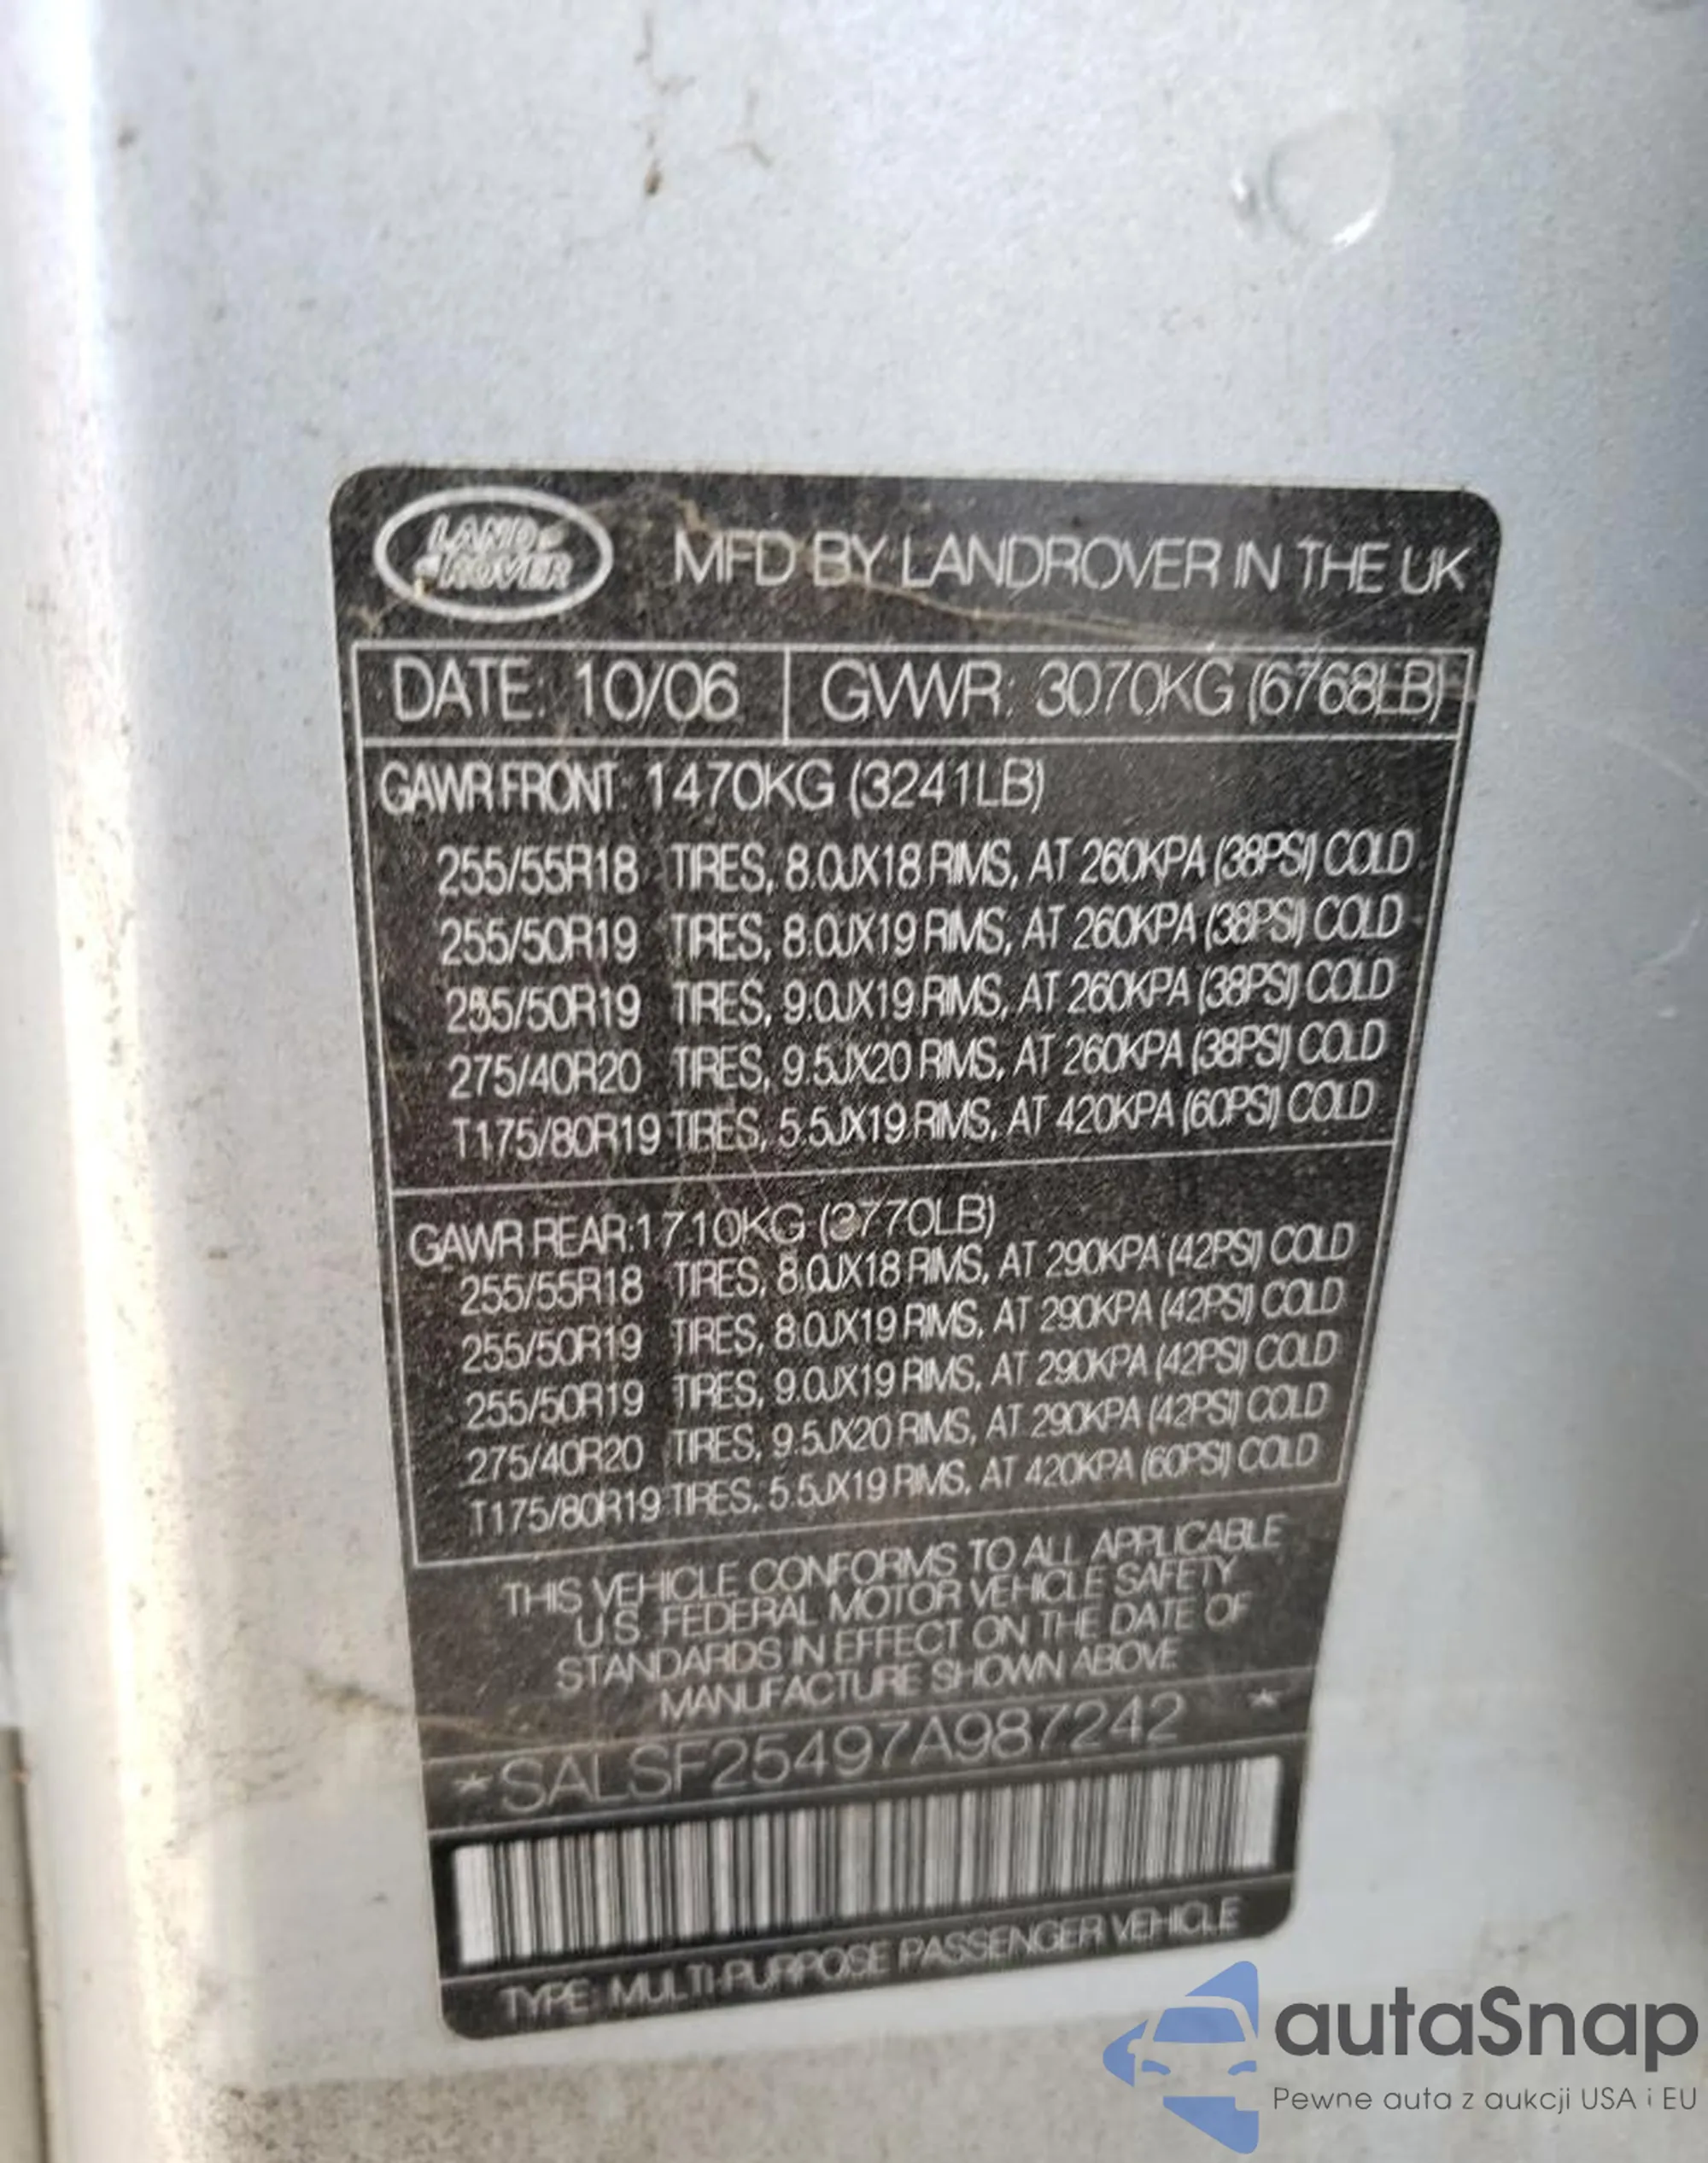 LAND
ROVER
MFD BY LANDROVER IN THE UK
DATE: 10/06 GVWR: 3070KG (6768LB)
GAWR FRONT: 1470KG (3241LB)
255/55R18 TIRES, 8.0JX18 RIMS, AT 260KPA (38PSI) COLD
255/50R19 TIRES, 8.0JX19 RIMS, AT 260KPA (38PSI) COLD
255/50R19 TIRES, 9.0JX19 RIMS, AT 260KPA (38PSI) COLD
275/40R20 TIRES, 9.5JX20 RIMS, AT 260KPA (38PSI) COLD
T175/80R19 TIRES, 5.5JX19 RIMS, AT 420KPA (60PSI) COLD
GAWR REAR:1710KG (3770LB)
255/55R18 TIRES, 8.0JX18 RIMS, AT 290KPA (42PSI) COLD
255/50R19 TIRES, 8.0JX19 RIMS, AT 290KPA (42PSI) COLD
255/50R19 TIRES, 9.0JX19 RIMS, AT 290KPA (42PSI) COLD
275/40R20 TIRES, 9.5JX20 RIMS, AT 290KPA (42PSI) COLD
T175/80R19 TIRES, 5.5JX19 RIMS, AT 420KPA (60PSI) COLD
THIS VEHICLE CONFORMS TO ALL APPLICABLE
U.S. FEDERAL MOTOR VEHICLE SAFETY
STANDARDS IN EFFECT ON THE DATE OF
MANUFACTURE SHOWN ABOVE
*SALSF25497A987242 *
TYPE: MULTI-PURPOSE PASSENGER VEHICLE
autaSnap
Pewne auta z aukcji USA i EU